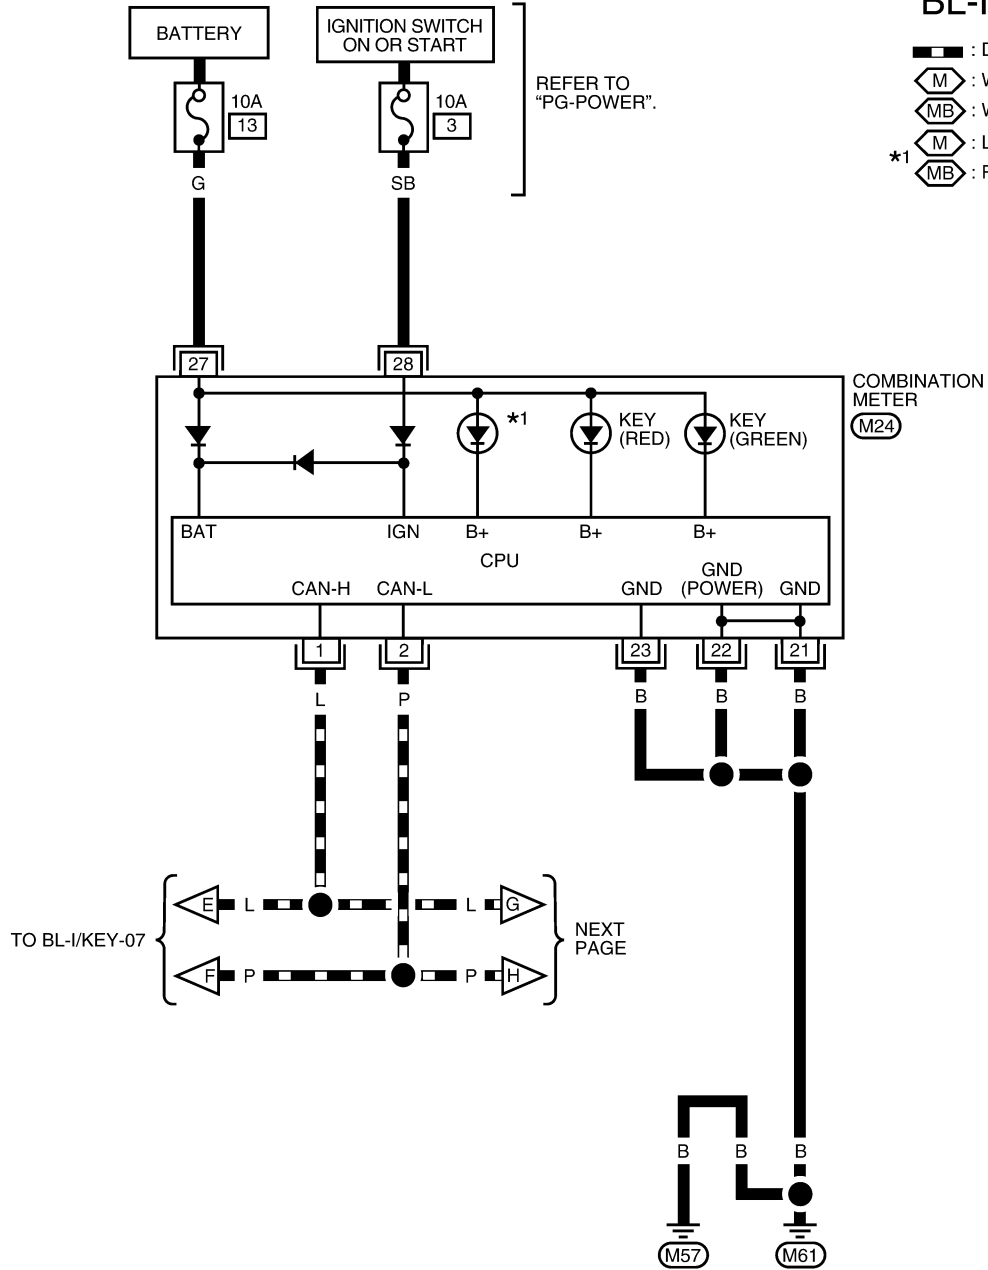 BL-I
BATTERY
IGNITION SWITCH
ON OR START
: D
M : W
MB : W
*1
M : L
MB : F
REFER TO
“PG-POWER”.
10A
13
10A
3
G
SB
27
28
COMBINATION
METER
M24
*1
KEY
(RED)
KEY
(GREEN)
BAT
IGN
B+
B+
B+
CPU
CAN-H
CAN-L
GND
GND
(POWER)
GND
1
2
23
22
21
L
P
B
B
B
E
L
L
G
TO BL-I/KEY-07
NEXT
PAGE
F
P
P
H
B
B
B
M57
M61